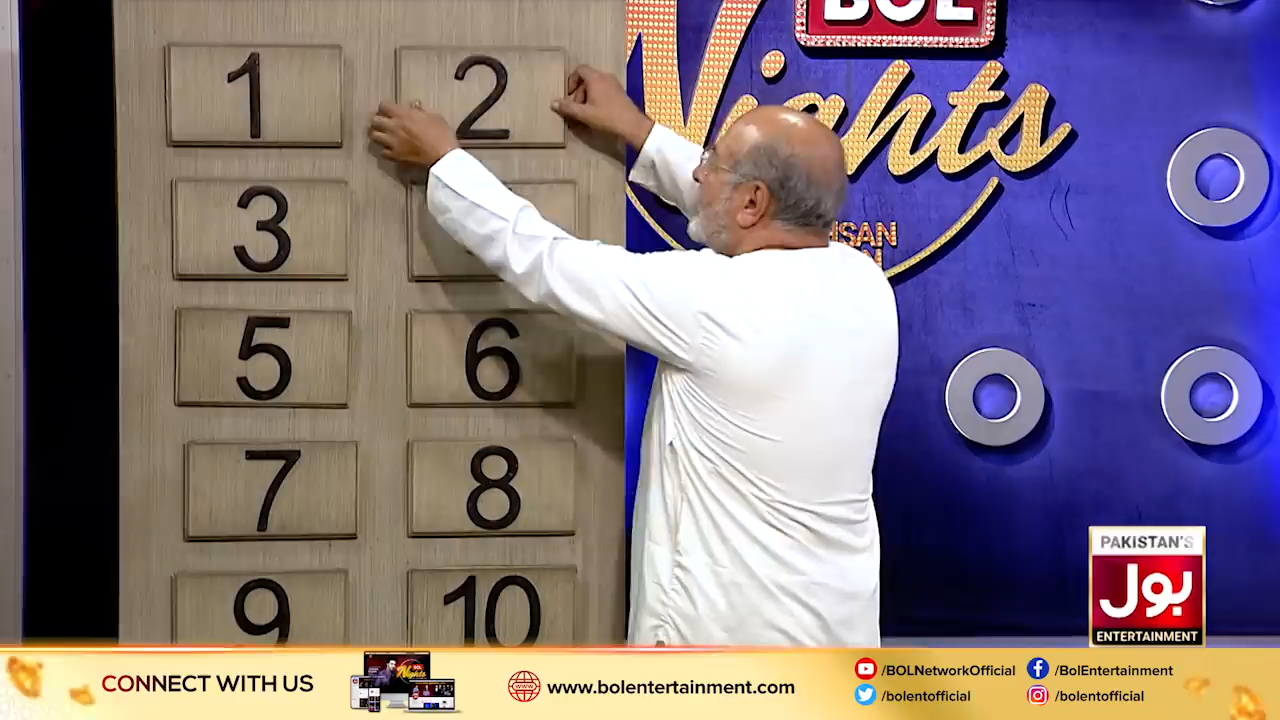 1
2
3
5
6
7
8
9
10
BOL
Nights
PAKISTAN'S
بول
ENTERTAINMENT
CONNECT WITH US
www.bolentertainment.com
/BOLNetworkOfficial
/BolEntertainment
/bolentofficial
/bolentofficial